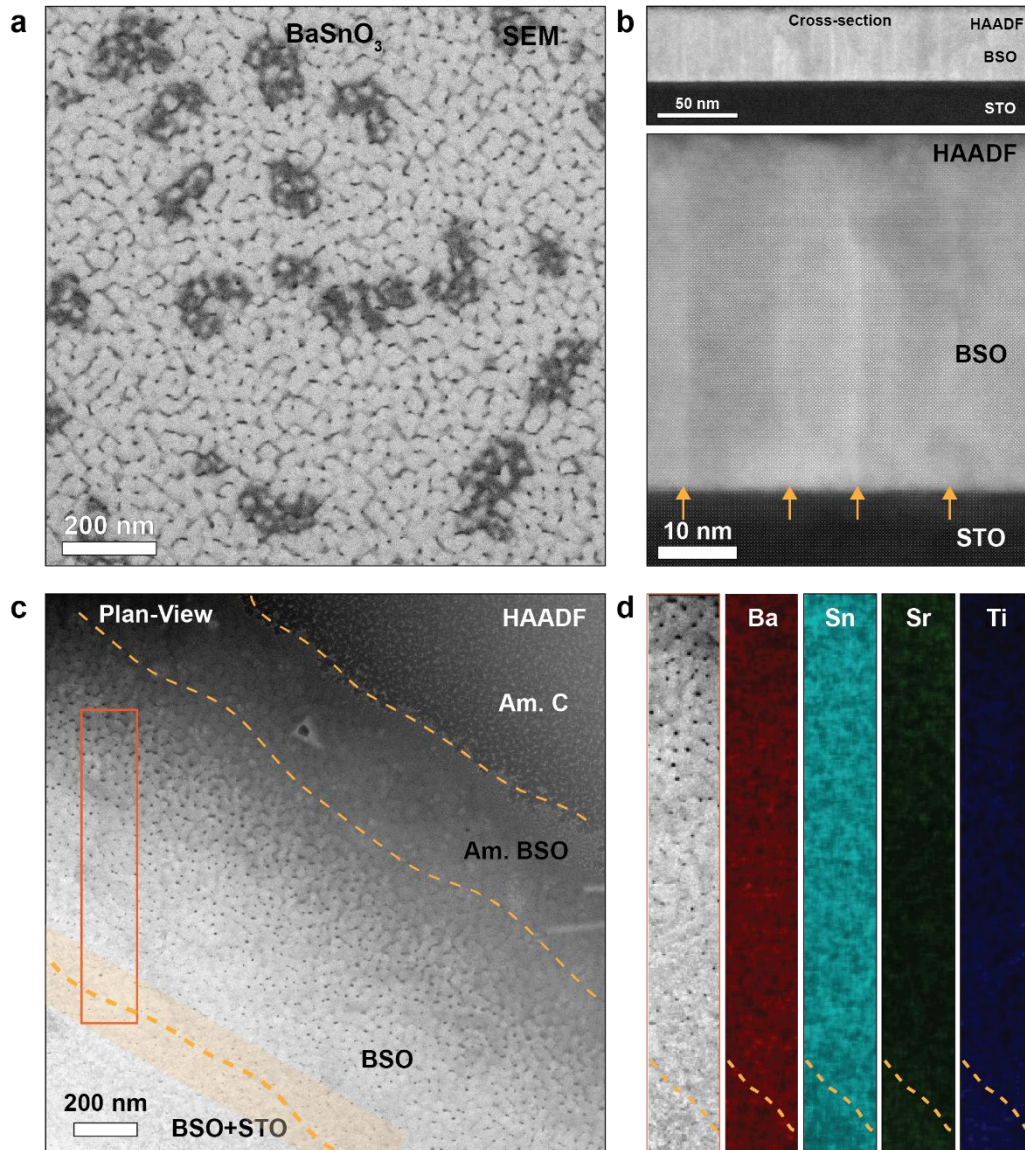 a
BaSnO₃
SEM
200 nm
b
Cross-section
HAADF
BSO
50 nm
STO
HAADF
BSO
10 nm
STO
c
Plan-View
HAADF
Am. C
Am. BSO
BSO
200 nm
BSO+STO
d
Ba
Sn
Sr
Ti